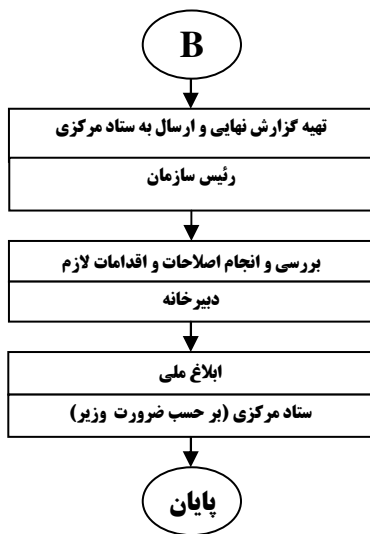 B
تهیه گزارش نهایی و ارسال به ستاد مرکزی
رئیس سازمان
بررسی و انجام اصلاحات و اقدامات لازم
دبیرخانه
ابلاغ ملی
ستاد مرکزی (بر حسب ضرورت وزیر)
پایان